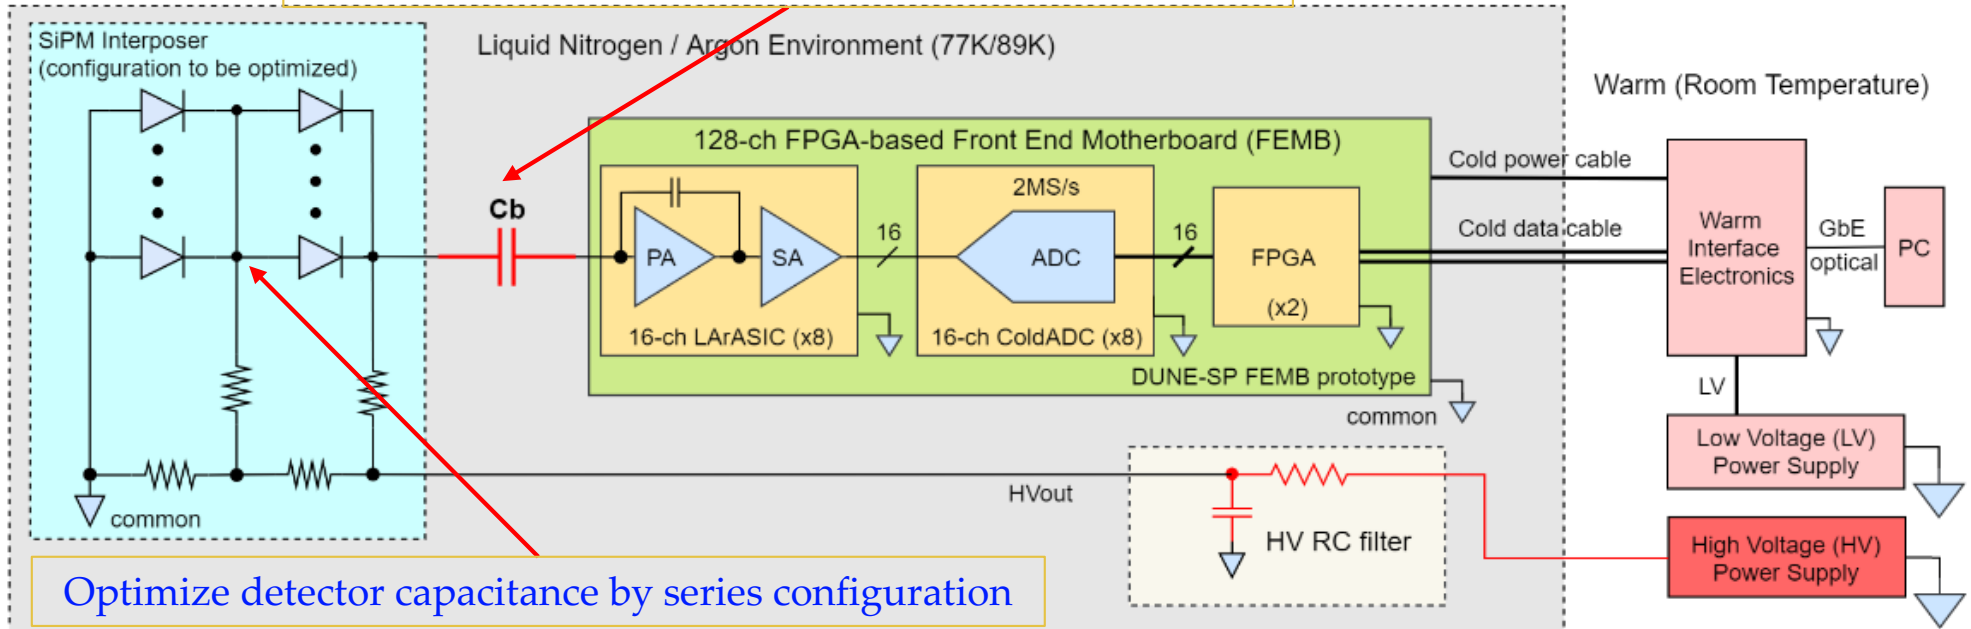 SiPM Interposer
(configuration to be optimized)
Liquid Nitrogen / Argon Environment (77K/89K)
Warm (Room Temperature)
128-ch FPGA-based Front End Motherboard (FEMB)
Cb
PA
SA
16
2MS/s
ADC
16
FPGA
(x2)
16-ch LArASIC (x8)
16-ch ColdADC (x8)
DUNE-SP FEMB prototype
common
Cold power cable
Cold data cable
Warm
Interface
Electronics
GbE
optical
PC
LV
Low Voltage (LV)
Power Supply
High Voltage (HV)
Power Supply
HVout
HV RC filter
common
Optimize detector capacitance by series configuration